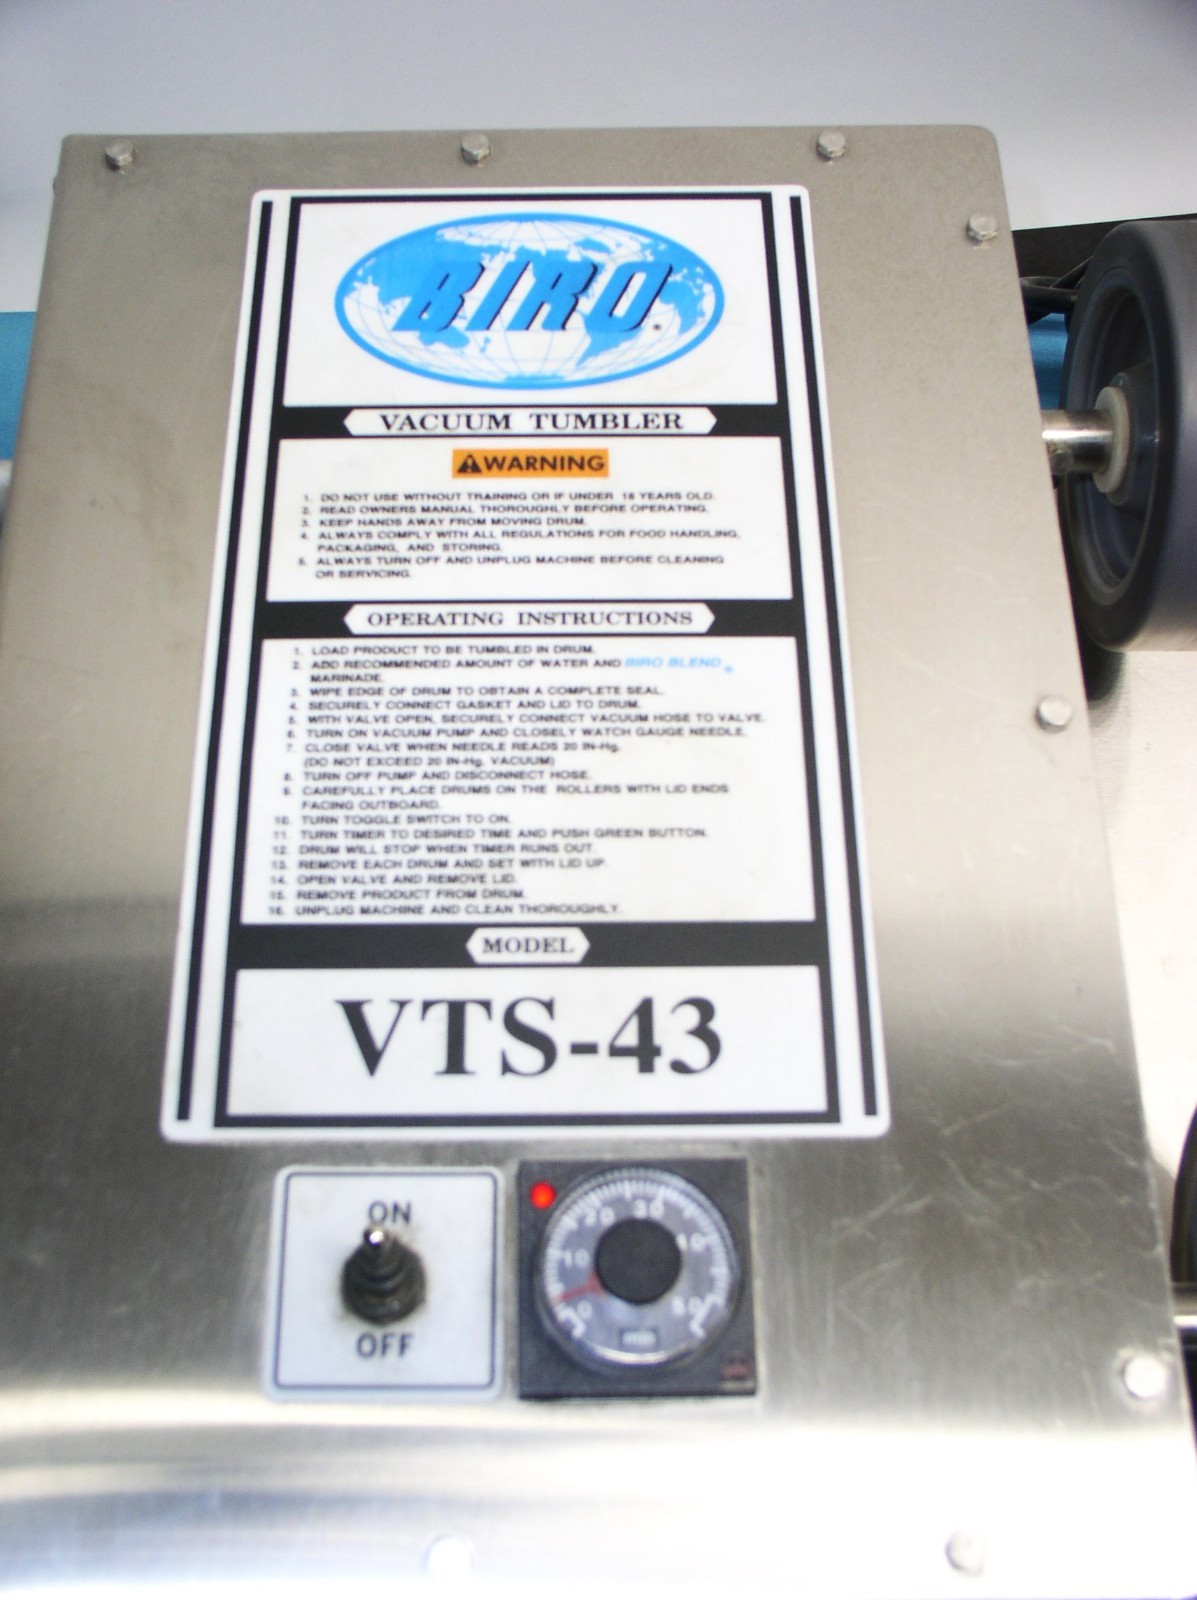 BIRO
VACUUM TUMBLER
WARNING
1. DO NOT USE WITHOUT TRAINING OR IF UNDER 18 YEARS OLD.
2. READ OWNERS MANUAL THOROUGHLY BEFORE OPERATING.
3. KEEP HANDS AWAY FROM MOVING DRUM.
4. ALWAYS COMPLY WITH ALL REGULATIONS FOR FOOD HANDLING,
PACKAGING, AND STORING.
5. ALWAYS TURN OFF AND UNPLUG MACHINE BEFORE CLEANING
OR SERVICING.
OPERATING INSTRUCTIONS
1. LOAD PRODUCT TO BE TUMBLED IN DRUM.
2. ADD RECOMMENDED AMOUNT OF WATER AND BIRO BLEND®
MARINADE.
3. WIPE EDGE OF DRUM TO OBTAIN A COMPLETE SEAL.
4. SECURELY CONNECT GASKET AND LID TO DRUM.
5. WITH VALVE OPEN, SECURELY CONNECT VACUUM HOSE TO VALVE.
6. TURN ON VACUUM PUMP AND CLOSELY WATCH GAUGE NEEDLE.
7. CLOSE VALVE WHEN NEEDLE READS 20 IN-Hg.
(DO NOT EXCEED 20 IN-Hg. VACUUM)
8. TURN OFF PUMP AND DISCONNECT HOSE.
9. CAREFULLY PLACE DRUMS ON THE ROLLERS WITH LID ENDS
FACING OUTBOARD.
10. TURN TOGGLE SWITCH TO ON.
11. TURN TIMER TO DESIRED TIME AND PUSH GREEN BUTTON.
12. DRUM WILL STOP WHEN TIMER RUNS OUT.
13. REMOVE EACH DRUM AND SET WITH LID UP.
14. OPEN VALVE AND REMOVE LID.
15. REMOVE PRODUCT FROM DRUM.
16. UNPLUG MACHINE AND CLEAN THOROUGHLY.
MODEL
VTS-43
ON
OFF
0 10 20 30 40 50
min